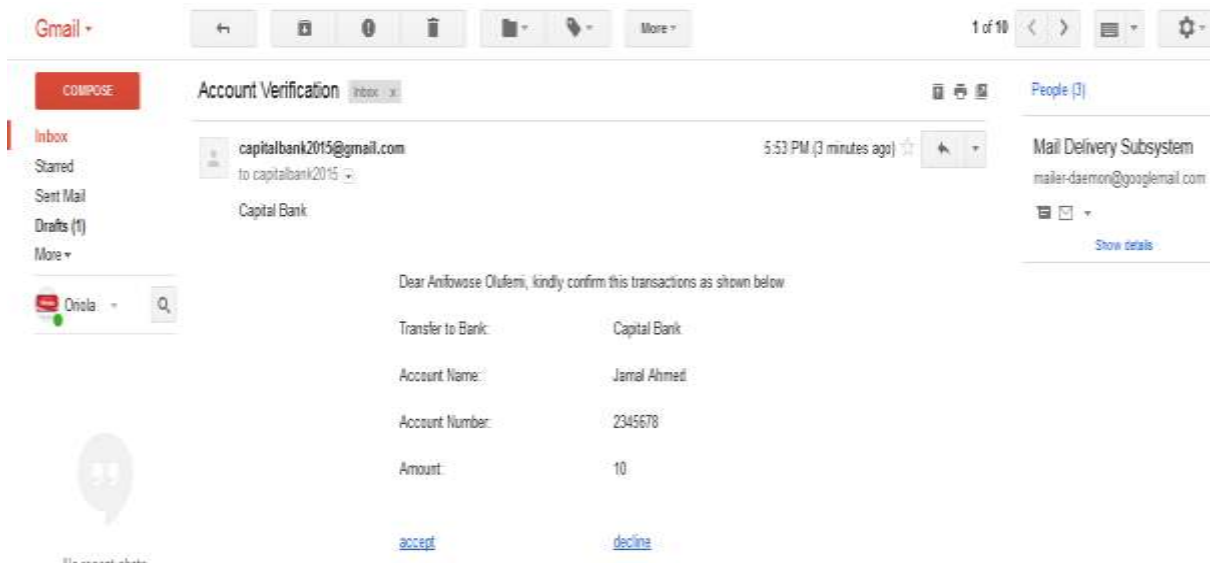 Gmail
More
1 of 10
COMPOSE
Account Verification Inbox x
People (3)
Inbox
Starred
Sent Mail
Drafts (1)
More
Oriola
capitalbank2015@gmail.com
5:53 PM (3 minutes ago)
to capitalbank2015
Capital Bank
Mail Delivery Subsystem
mailer-daemon@googlemail.com
Show details
Dear Anifowose Olufemi, kindly confirm this transactions as shown below
Transfer to Bank: Capital Bank
Account Name: Jamal Ahmed
Account Number: 2345678
Amount: 10
accept decline